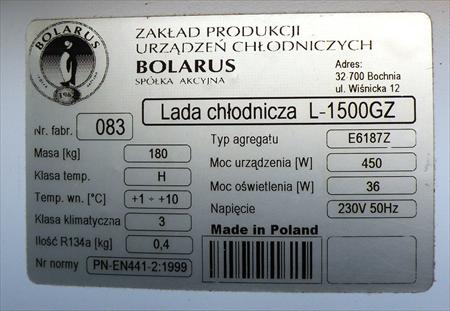 BOLARUS
ZAKŁAD PRODUKCJI
URZĄDZEŃ CHŁODNICZYCH
BOLARUS
SPÓŁKA AKCYJNA
Adres:
32-700 Bochnia
ul. Wiśnicka 12
Lada chłodnicza L-1500GZ
Nr. fabr. 083
Masa [kg] 180
Klasa temp. H
Temp. wn. [°C] +1 ÷ +10
Klasa klimatyczna 3
Ilość R134a [kg] 0,4
Nr normy PN-EN441-2:1999
Typ agregatu E6187Z
Moc urządzenia [W] 450
Moc oświetlenia [W] 36
Napięcie 230V 50Hz
Made in Poland